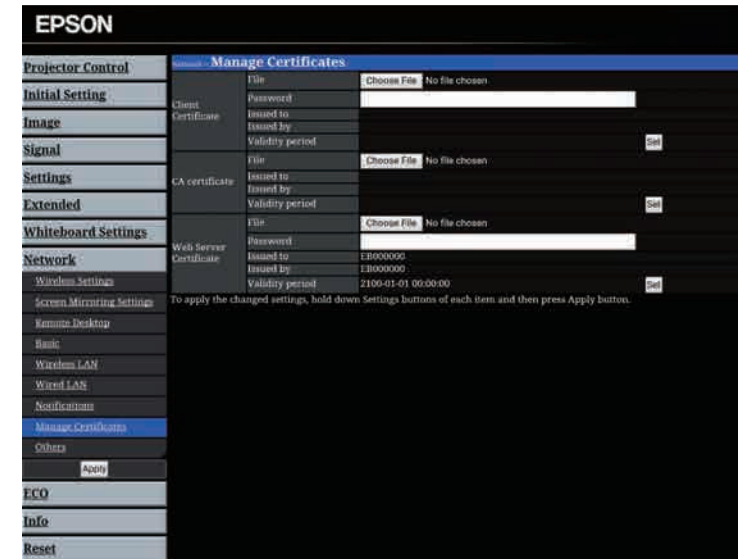 EPSON
Projector Control
Initial Setting
Image
Signal
Settings
Extended
Whiteboard Settings
Network
Wireless Settings
Screen Mirroring Settings
Remote Desktop
Basic
Wireless LAN
Wired LAN
Notifications
Manage Certificates
Others
Apply
ECO
Info
Reset
Network - Manage Certificates
Client Certificate
File Choose File No file chosen
Password
Issued to
Issued by
Validity period Set
CA certificate
File Choose File No file chosen
Issued to
Issued by
Validity period Set
Web Server Certificate
File Choose File No file chosen
Password
Issued to EB000000
Issued by EB000000
Validity period 2100-01-01 00:00:00 Set
To apply the changed settings, hold down Settings buttons of each item and then press Apply button.